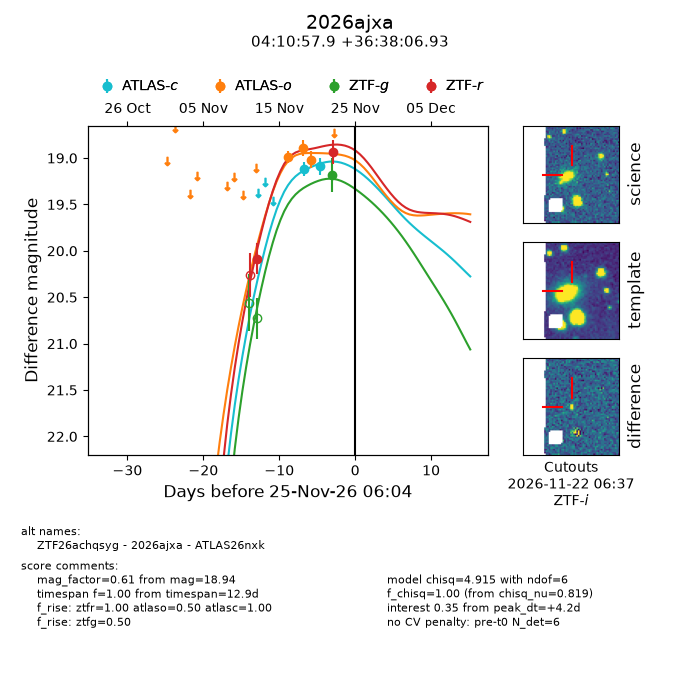 2026ajxa
04:10:57.9 +36:38:06.93
ATLAS-c
ATLAS-o
ZTF-g
ZTF-r
26 Oct
05 Nov
15 Nov
25 Nov
05 Dec
19.0
19.5
20.0
20.5
21.0
21.5
22.0
Difference magnitude
−30
−20
−10
0
10
Days before 25-Nov-26 06:04
science
template
difference
Cutouts
2026-11-22 06:37
ZTF-i
alt names:
ZTF26achqsyg - 2026ajxa - ATLAS26nxk
score comments:
mag_factor=0.61 from mag=18.94
timespan f=1.00 from timespan=12.9d
f_rise: ztfr=1.00 atlaso=0.50 atlasc=1.00
f_rise: ztfg=0.50
model chisq=4.915 with ndof=6
f_chisq=1.00 (from chisq_nu=0.819)
interest 0.35 from peak_dt=+4.2d
no CV penalty: pre-t0 N_det=6